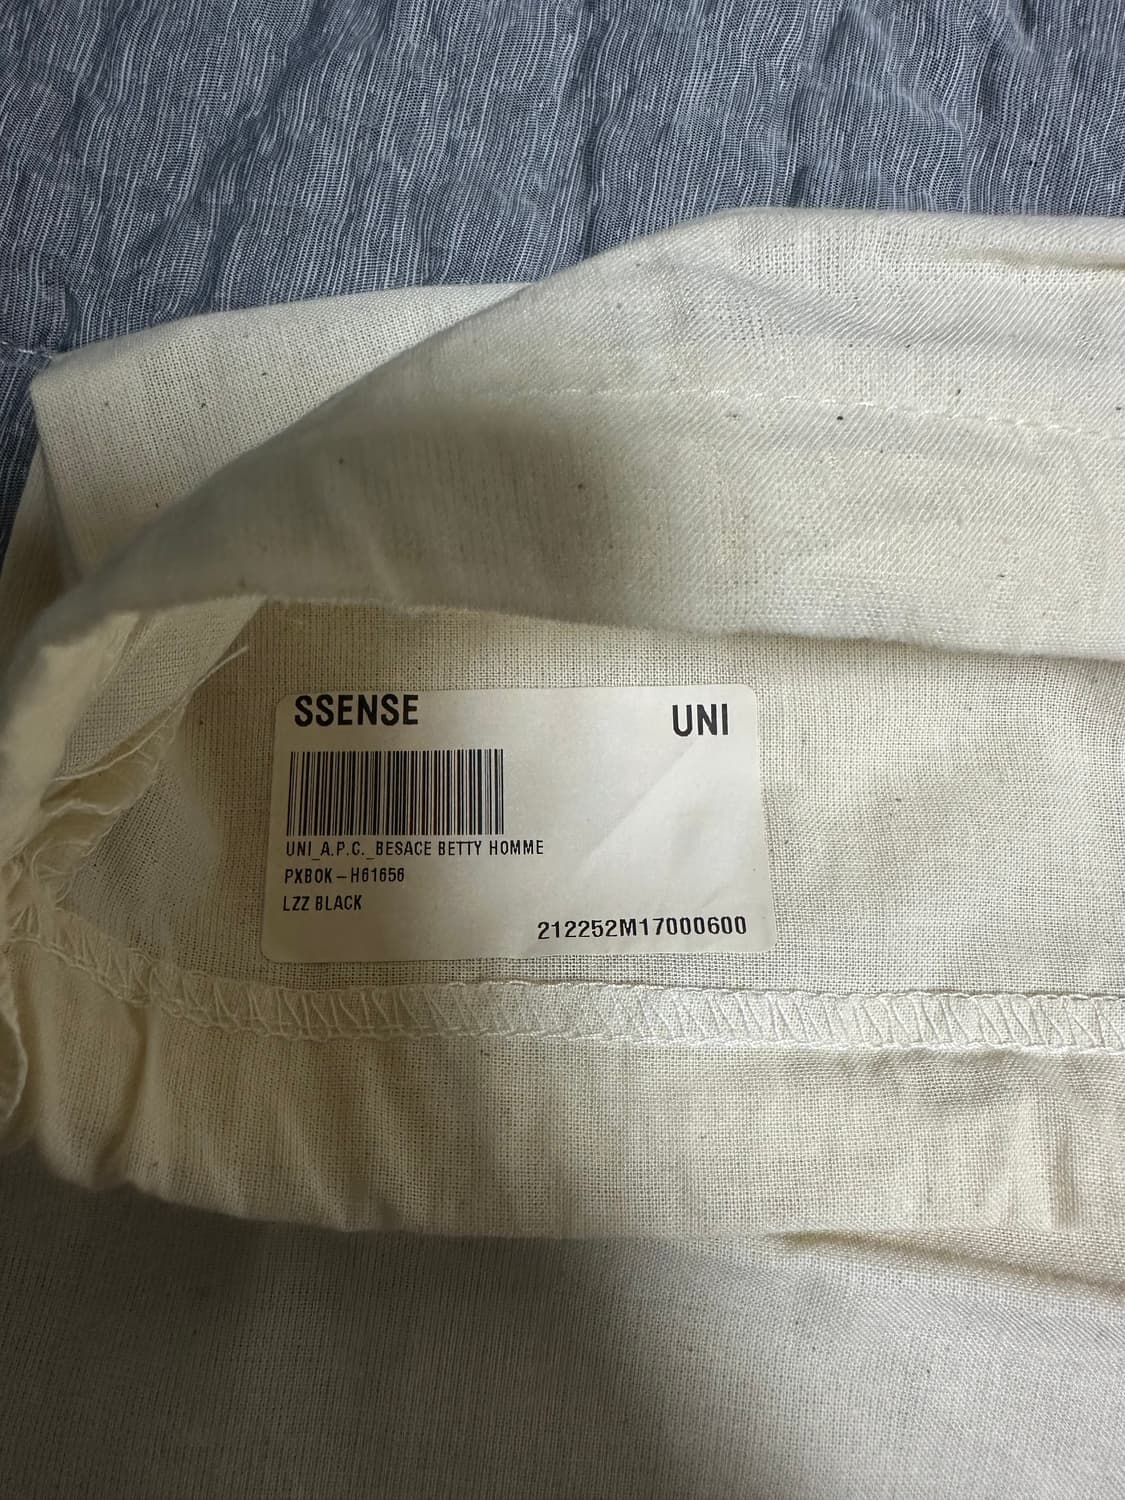 SSENSE
UNI
UNI_A.P.C._BESACE BETTY HOMME
PXBOK-H61656
LZZ BLACK
212252M17000600